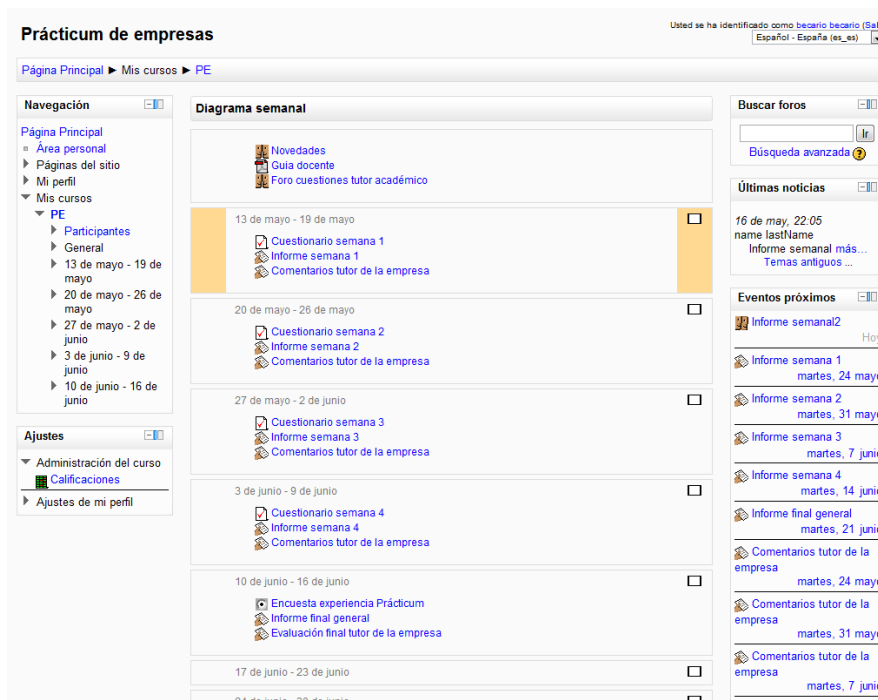 Prácticum de empresas
Usted se ha identificado como becario becario (Sal
Español - España (es_es)
Página Principal ► Mis cursos ► PE
Navegación
Página Principal
Área personal
Páginas del sitio
Mi perfil
Mis cursos
PE
Participantes
General
13 de mayo - 19 de
mayo
20 de mayo - 26 de
mayo
27 de mayo - 2 de
junio
3 de junio - 9 de
junio
10 de junio - 16 de
junio
Ajustes
Administración del curso
Calificaciones
Ajustes de mi perfil
Diagrama semanal
Novedades
Guia docente
Foro cuestiones tutor académico
13 de mayo - 19 de mayo
Cuestionario semana 1
Informe semana 1
Comentarios tutor de la empresa
20 de mayo - 26 de mayo
Cuestionario semana 2
Informe semana 2
Comentarios tutor de la empresa
27 de mayo - 2 de junio
Cuestionario semana 3
Informe semana 3
Comentarios tutor de la empresa
3 de junio - 9 de junio
Cuestionario semana 4
Informe semana 4
Comentarios tutor de la empresa
10 de junio - 16 de junio
Encuesta experiencia Prácticum
Informe final general
Evaluación final tutor de la empresa
17 de junio - 23 de junio
Buscar foros
Ir
Búsqueda avanzada
Últimas noticias
16 de may, 22:05
name lastName
Informe semanal más...
Temas antiguos ...
Eventos próximos
Informe semanal2
Hoy
Informe semana 1
martes, 24 mayo
Informe semana 2
martes, 31 mayo
Informe semana 3
martes, 7 junio
Informe semana 4
martes, 14 junio
Informe final general
martes, 21 junio
Comentarios tutor de la
empresa
martes, 24 mayo
Comentarios tutor de la
empresa
martes, 31 mayo
Comentarios tutor de la
empresa
martes, 7 junio